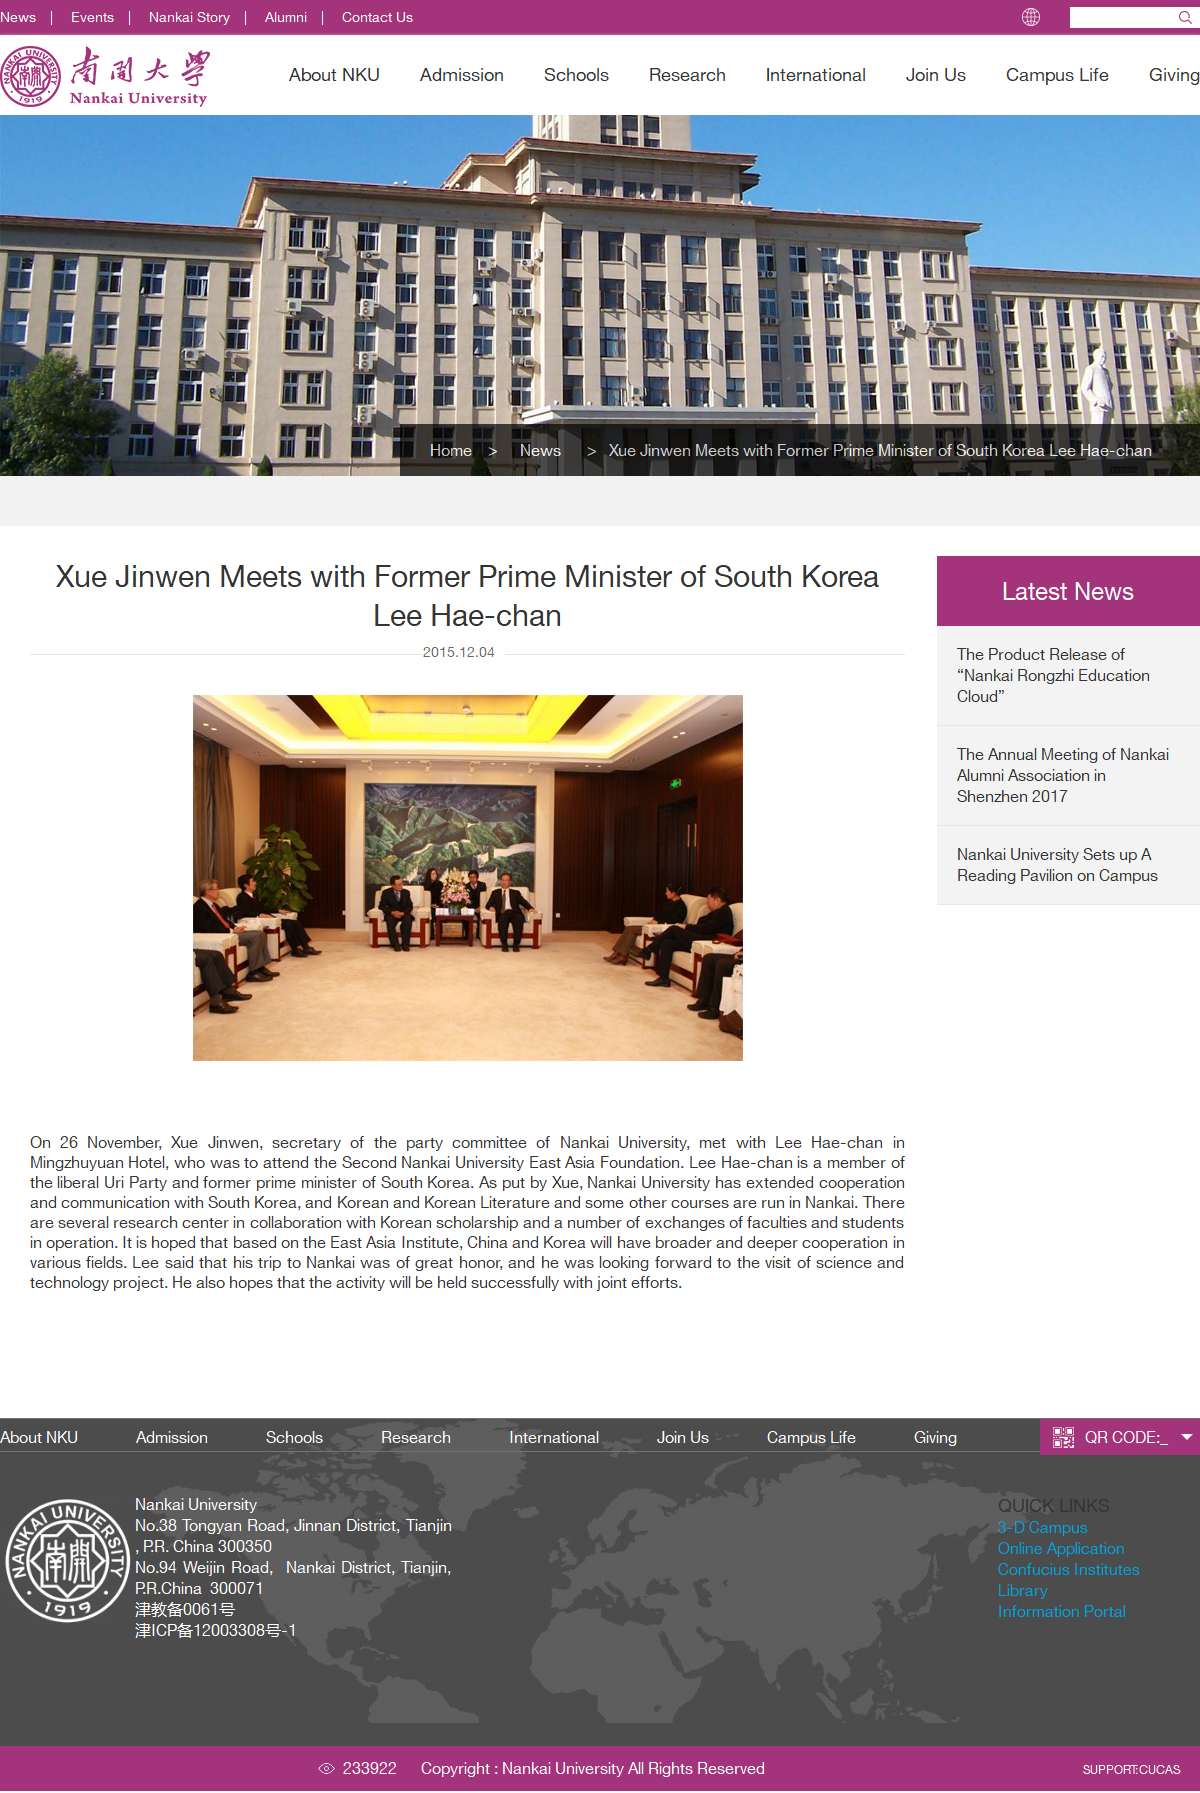 News | Events | Nankai Story | Alumni | Contact Us
NANKAI UNIVERSITY 1919
南開大學
Nankai University
About NKU Admission Schools Research International Join Us Campus Life Giving
Home > News > Xue Jinwen Meets with Former Prime Minister of South Korea Lee Hae-chan
Xue Jinwen Meets with Former Prime Minister of South Korea
Lee Hae-chan
2015.12.04
Latest News
The Product Release of
“Nankai Rongzhi Education
Cloud”
The Annual Meeting of Nankai
Alumni Association in
Shenzhen 2017
Nankai University Sets up A
Reading Pavilion on Campus
On 26 November, Xue Jinwen, secretary of the party committee of Nankai University, met with Lee Hae-chan in
Mingzhuyuan Hotel, who was to attend the Second Nankai University East Asia Foundation. Lee Hae-chan is a member of
the liberal Uri Party and former prime minister of South Korea. As put by Xue, Nankai University has extended cooperation
and communication with South Korea, and Korean and Korean Literature and some other courses are run in Nankai. There
are several research center in collaboration with Korean scholarship and a number of exchanges of faculties and students
in operation. It is hoped that based on the East Asia Institute, China and Korea will have broader and deeper cooperation in
various fields. Lee said that his trip to Nankai was of great honor, and he was looking forward to the visit of science and
technology project. He also hopes that the activity will be held successfully with joint efforts.
About NKU Admission Schools Research International Join Us Campus Life Giving QR CODE:_
NANKAI UNIVERSITY
南開
1919
Nankai University
No.38 Tongyan Road, Jinnan District, Tianjin
, P.R. China 300350
No.94 Weijin Road, Nankai District, Tianjin,
P.R.China 300071
津教备0061号
津ICP备12003308号-1
QUICK LINKS
3-D Campus
Online Application
Confucius Institutes
Library
Information Portal
233922 Copyright : Nankai University All Rights Reserved SUPPORT:CUCAS